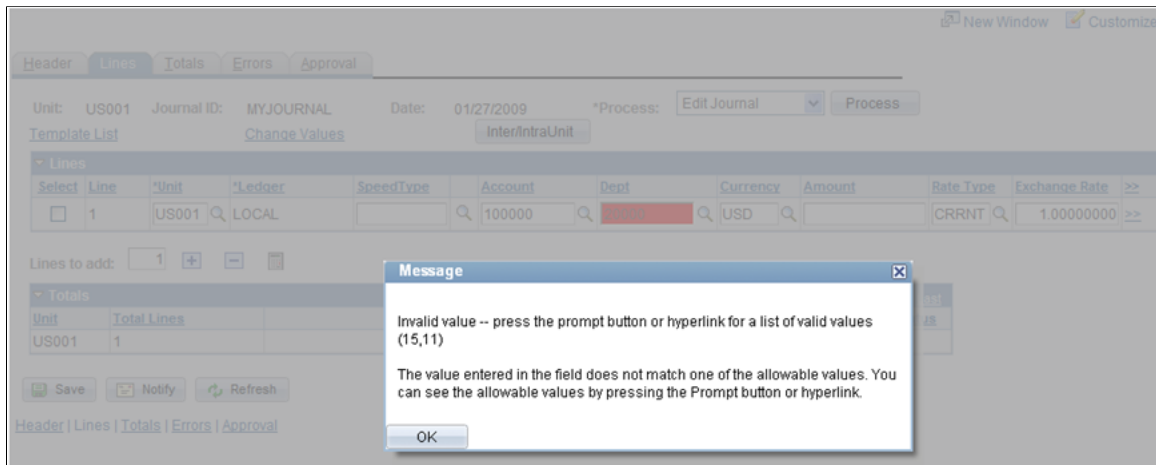 New Window Customize
Header Lines Totals Errors Approval
Unit: US001 Journal ID: MYJOURNAL Date: 01/27/2009 *Process: Edit Journal Process
Template List Change Values Inter/IntraUnit
Lines
Select Line *Unit *Ledger SpeedType Account Dept Currency Amount Rate Type Exchange Rate >>
1 US001 LOCAL 100000 USD CRRNT 1.00000000 >>
Lines to add: 1
Totals
Unit Total Lines
US001 1
Message
Invalid value -- press the prompt button or hyperlink for a list of valid values
(15,11)
The value entered in the field does not match one of the allowable values. You
can see the allowable values by pressing the Prompt button or hyperlink.
OK
Save Notify Refresh
Header | Lines | Totals | Errors | Approval